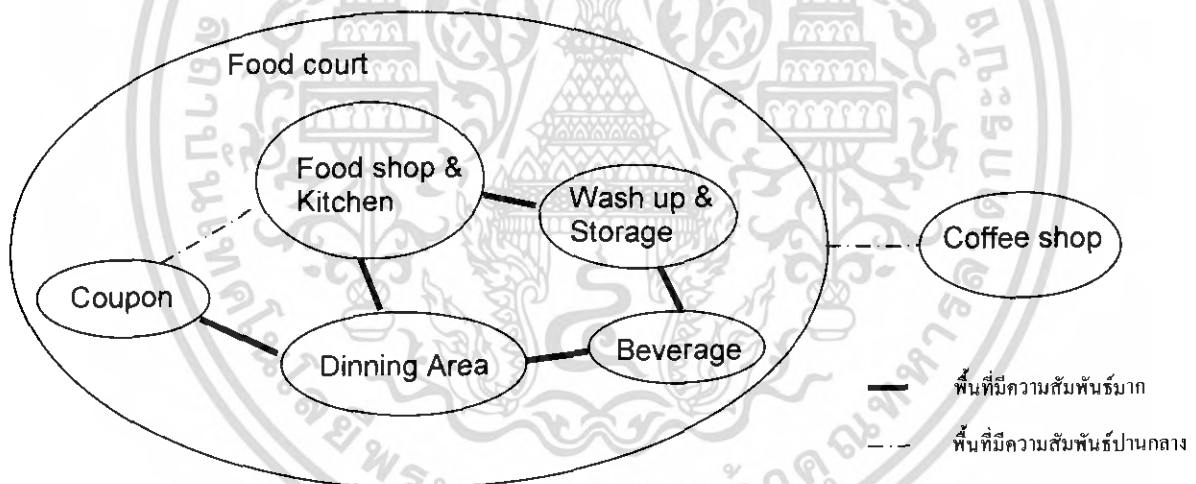 Food court
Food shop &
Kitchen
Wash up &
Storage
Coffee shop
Coupon
Dinning Area
Beverage
พื้นที่มีความสัมพันธ์มาก
พื้นที่มีความสัมพันธ์ปานกลาง